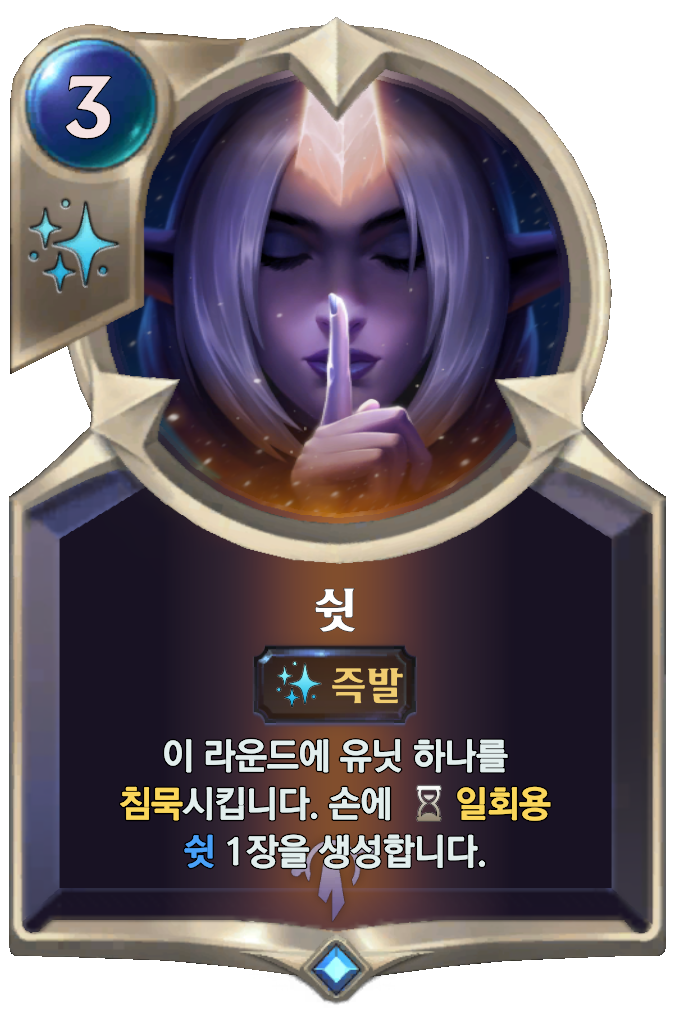 3
쉿
즉발
이 라운드에 유닛 하나를
침묵시킵니다. 손에 일회용
쉿 1장을 생성합니다.